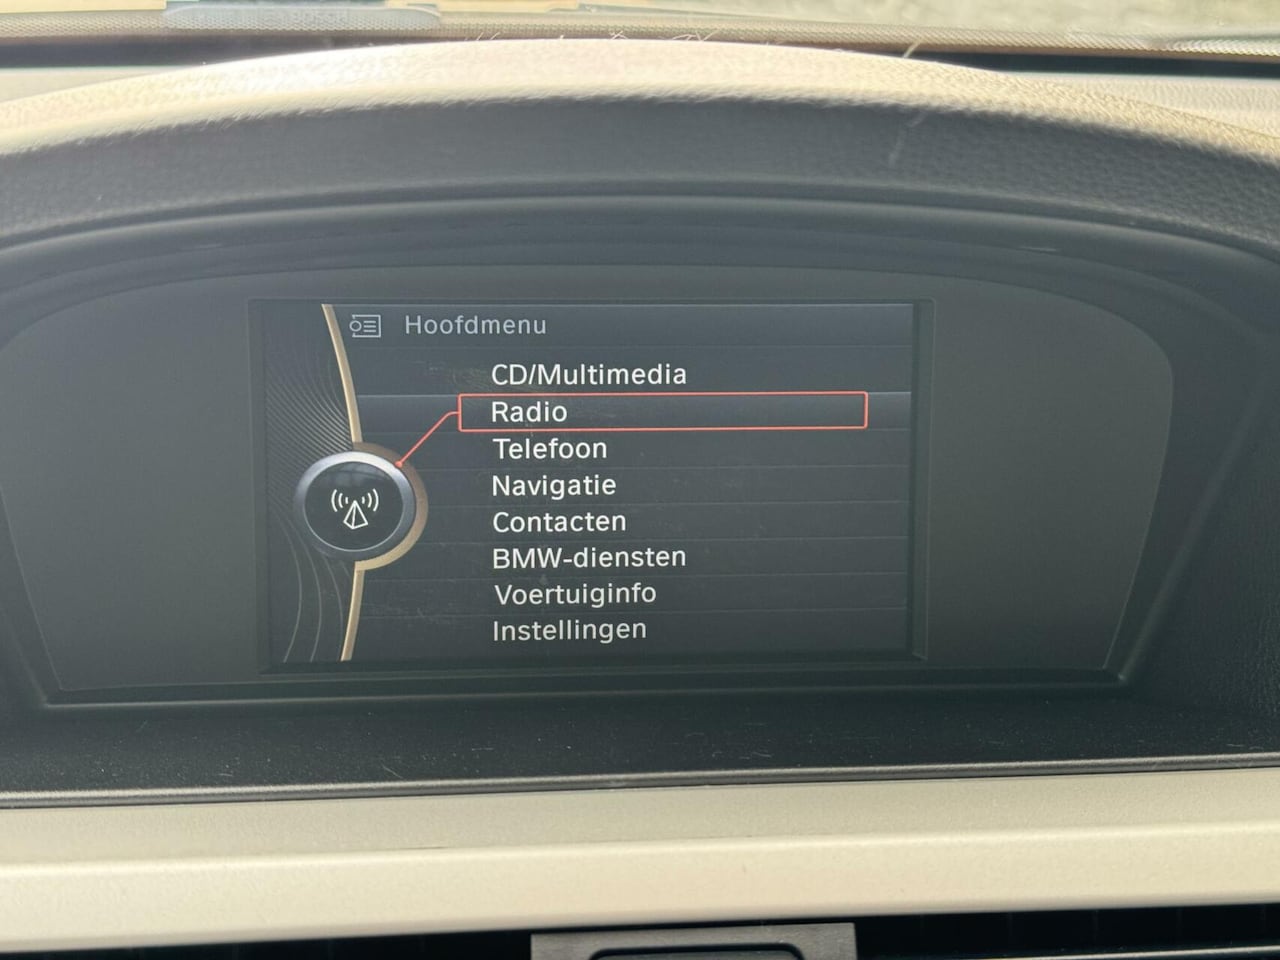 Hoofdmenu
CD/Multimedia
Radio
Telefoon
Navigatie
Contacten
BMW-diensten
Voertuiginfo
Instellingen